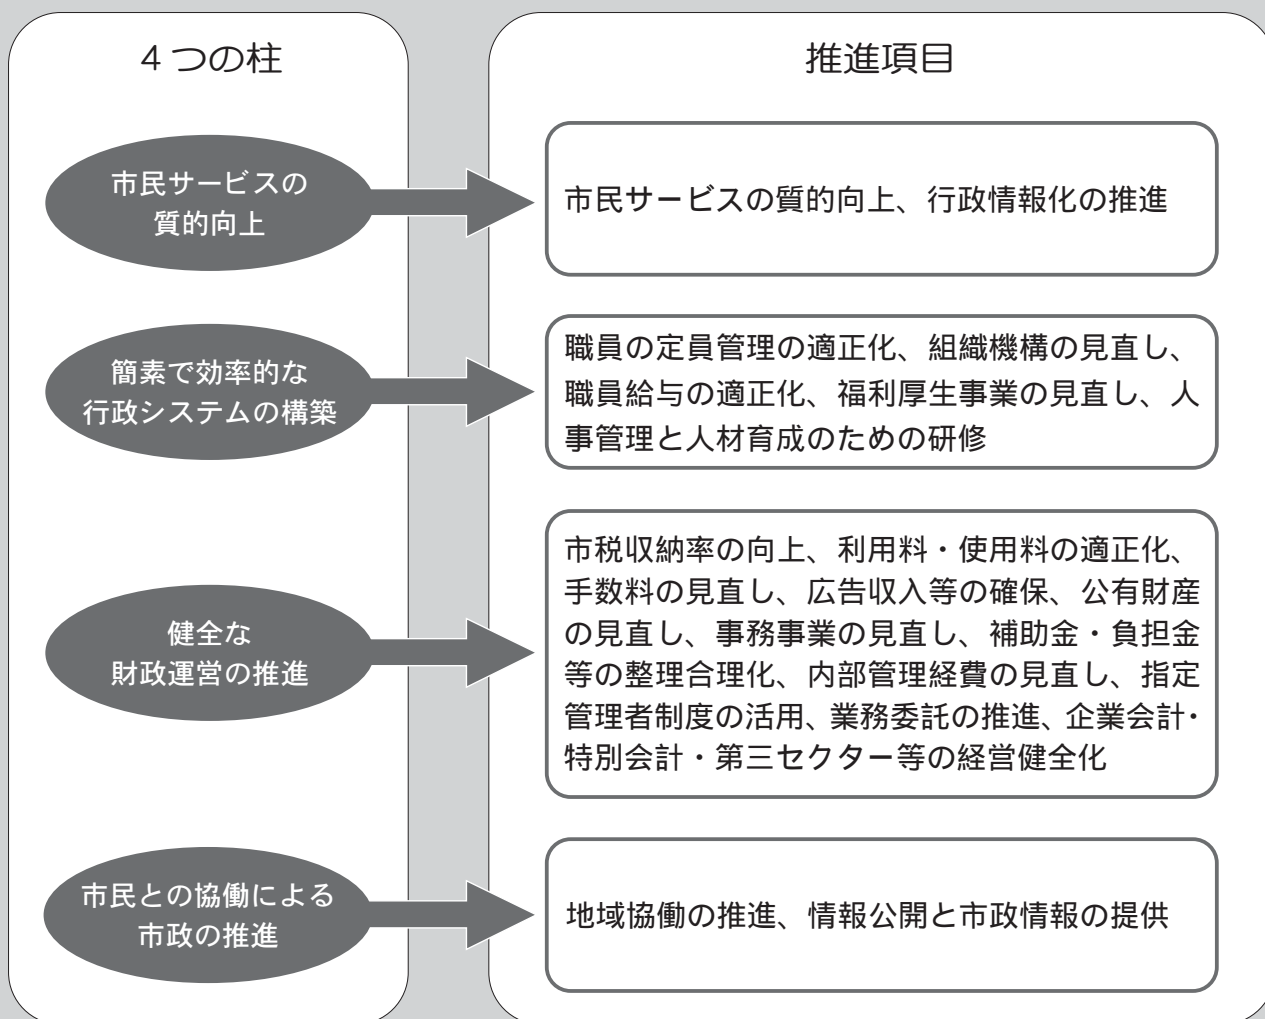 4つの柱
推進項目
市民サービスの
質的向上
市民サービスの質的向上、行政情報化の推進
簡素で効率的な
行政システムの構築
職員の定員管理の適正化、組織機構の見直し、
職員給与の適正化、福利厚生事業の見直し、人
事管理と人材育成のための研修
健全な
財政運営の推進
市税収納率の向上、利用料・使用料の適正化、
手数料の見直し、広告収入等の確保、公有財産
の見直し、事務事業の見直し、補助金・負担金
等の整理合理化、内部管理経費の見直し、指定
管理者制度の活用、業務委託の推進、企業会計・
特別会計・第三セクター等の経営健全化
市民との協働による
市政の推進
地域協働の推進、情報公開と市政情報の提供